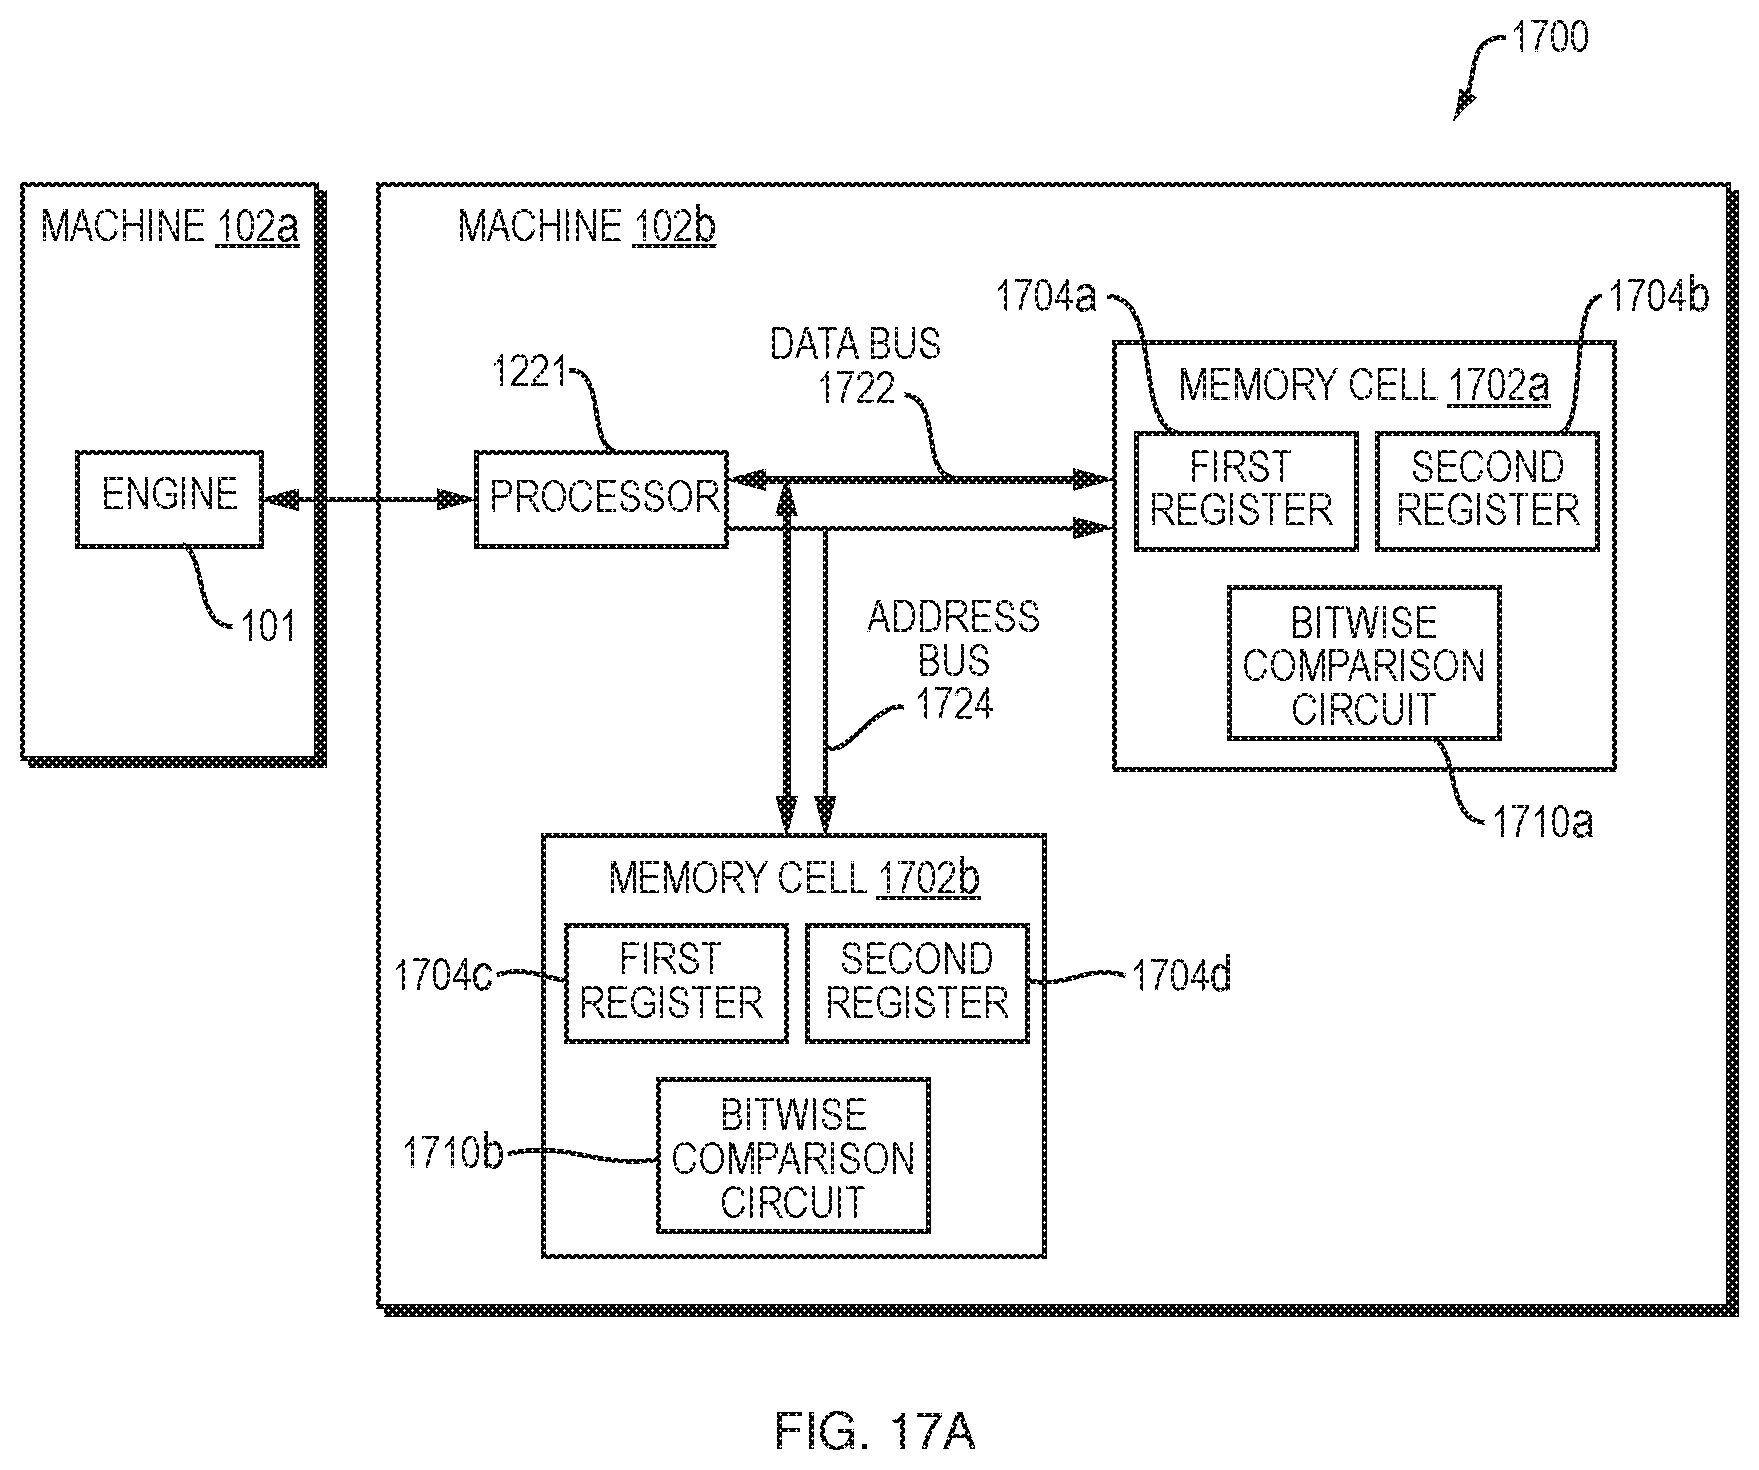 1700
MACHINE 102a
MACHINE 102b
1704a
1704b
DATA BUS
1722
1221
MEMORY CELL 1702a
FIRST
REGISTER
SECOND
REGISTER
ENGINE
PROCESSOR
101
ADDRESS
BUS
1724
BITWISE
COMPARISON
CIRCUIT
1710a
MEMORY CELL 1702b
1704c
FIRST
REGISTER
SECOND
REGISTER
1704d
1710b
BITWISE
COMPARISON
CIRCUIT
FIG. 17A